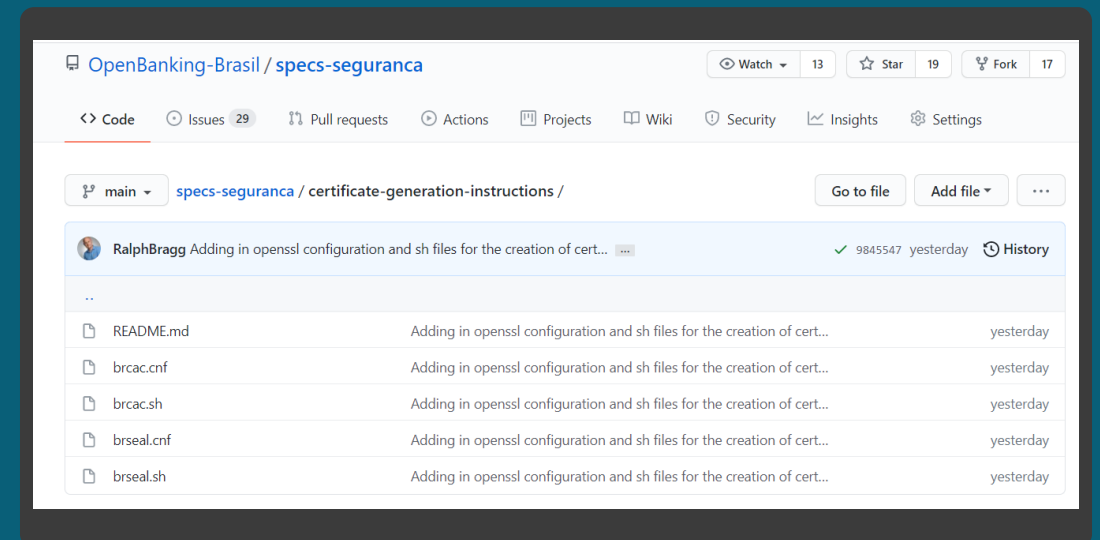 OpenBanking-Brasil / specs-seguranca Watch 13 Star 19 Fork 17
Code Issues 29 Pull requests Actions Projects Wiki Security Insights Settings
main specs-seguranca / certificate-generation-instructions / Go to file Add file ...
RalphBragg Adding in openssl configuration and sh files for the creation of cert... ... 9845547 yesterday History
..
README.md Adding in openssl configuration and sh files for the creation of cert... yesterday
brcac.cnf Adding in openssl configuration and sh files for the creation of cert... yesterday
brcac.sh Adding in openssl configuration and sh files for the creation of cert... yesterday
brseal.cnf Adding in openssl configuration and sh files for the creation of cert... yesterday
brseal.sh Adding in openssl configuration and sh files for the creation of cert... yesterday